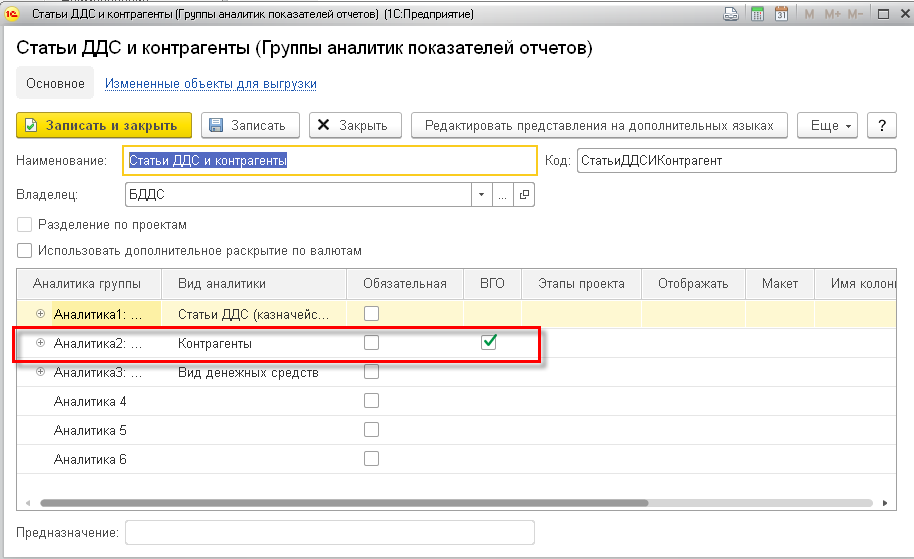 Статьи ДДС и контрагенты (Группы аналитик показателей отчетов) (1С:Предприятие)
31 M M+ M-
Статьи ДДС и контрагенты (Группы аналитик показателей отчетов)
Основное Измененные объекты для выгрузки
Записать и закрыть Записать Закрыть Редактировать представления на дополнительных языках Еще ?
Наименование: Статьи ДДС и контрагенты Код: СтатьиДДСИКонтрагент
Владелец: БДДС ...
Разделение по проектам
Использовать дополнительное раскрытие по валютам
Аналитика группы Вид аналитики Обязательная ВГО Этапы проекта Отображать Макет Имя колонк
Аналитика1: ... Статьи ДДС (казначейс...
Аналитика2: ... Контрагенты
Аналитика3: ... Вид денежных средств
Аналитика 4
Аналитика 5
Аналитика 6
Предназначение: